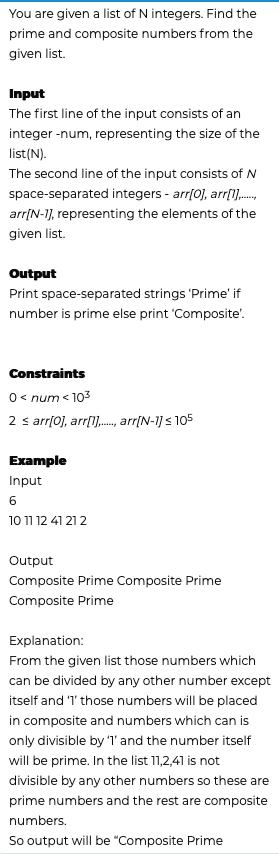 You are given a list of N integers. Find the
prime and composite numbers from the
given list.
Input
The first line of the input consists of an
integer -num, representing the size of the
list(N).
The second line of the input consists of N
space-separated integers - arr[0], arr[1],.....,
arr[N-1], representing the elements of the
given list.
Output
Print space-separated strings ‘Prime’ if
number is prime else print ‘Composite’.
Constraints
0 < num < 10³
2 ≤ arr[0], arr[1],....., arr[N-1] ≤ 10⁵
Example
Input
6
10 11 12 41 21 2
Output
Composite Prime Composite Prime
Composite Prime
Explanation:
From the given list those numbers which
can be divided by any other number except
itself and ‘1’ those numbers will be placed
in composite and numbers which can is
only divisible by ‘1’ and the number itself
will be prime. In the list 11,2,41 is not
divisible by any other numbers so these are
prime numbers and the rest are composite
numbers.
So output will be “Composite Prime